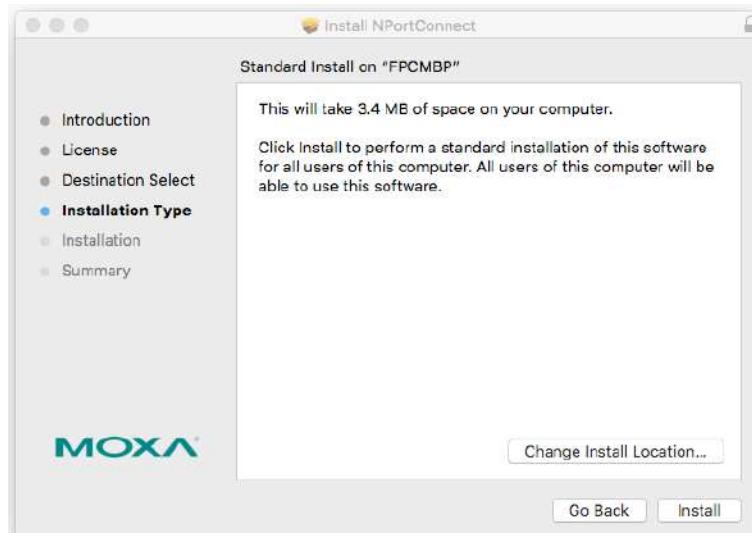 Install NPortConnect
Standard Install on "FPCMBP"
Introduction
License
Destination Select
Installation Type
Installation
Summary
This will take 3.4 MB of space on your computer.
Click Install to perform a standard installation of this software
for all users of this computer. All users of this computer will be
able to use this software.
MOXA
Change Install Location...
Go Back
Install